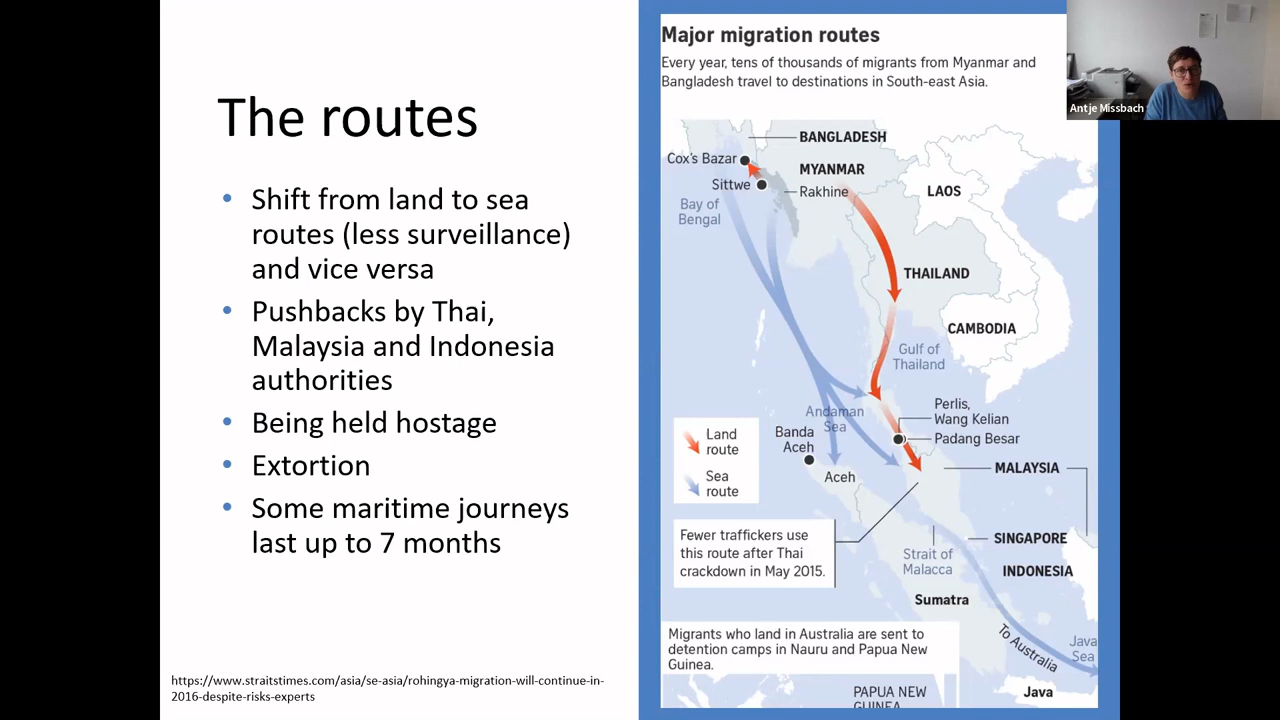 The routes
• Shift from land to sea
routes (less surveillance)
and vice versa
• Pushbacks by Thai,
Malaysia and Indonesia
authorities
• Being held hostage
• Extortion
• Some maritime journeys
last up to 7 months
https://www.straitstimes.com/asia/se-asia/rohingya-migration-will-continue-in-
2016-despite-risks-experts
Major migration routes
Every year, tens of thousands of migrants from Myanmar and
Bangladesh travel to destinations in South-east Asia.
BANGLADESH
Cox's Bazar
MYANMAR
Sittwe
Rakhine
LAOS
Bay of
Bengal
THAILAND
CAMBODIA
Gulf of
Thailand
Andaman
Sea
Perlis,
Wang Kelian
Padang Besar
Banda
Aceh
Aceh
Land
route
Sea
route
MALAYSIA
Fewer traffickers use
this route after Thai
crackdown in May 2015.
SINGAPORE
Strait of
Malacca
INDONESIA
Sumatra
To Australia
Java
Sea
Java
Migrants who land in Australia are sent to
detention camps in Nauru and Papua New
Guinea.
PAPUA NEW
GUINEA
Antje Missbach